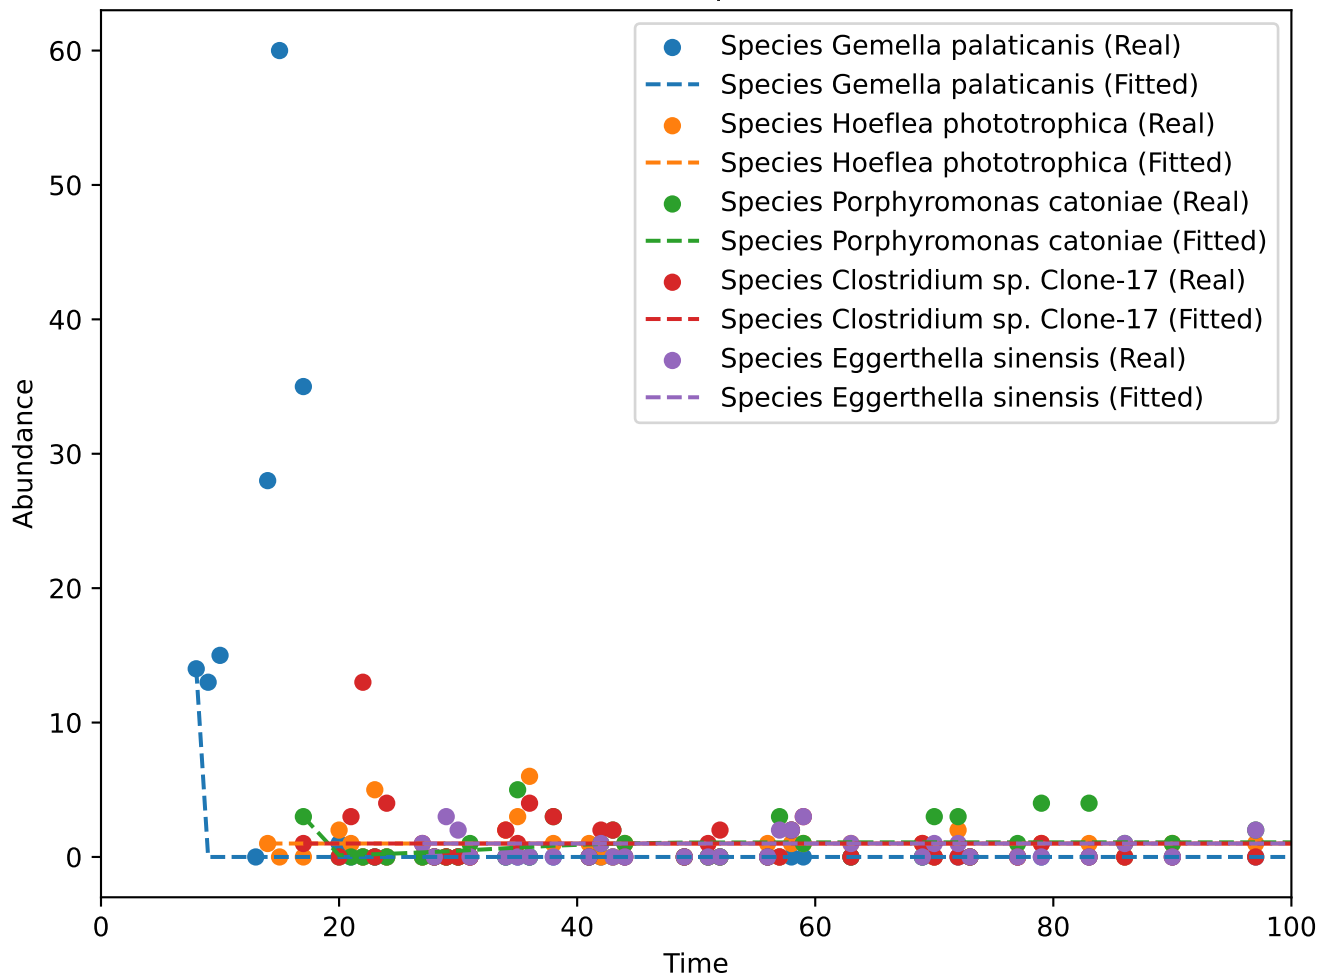 60
50
40
30
20
10
0
Abundance
Species Gemella palaticanis (Real)
Species Gemella palaticanis (Fitted)
Species Hoeflea phototrophica (Real)
Species Hoeflea phototrophica (Fitted)
Species Porphyromonas catoniae (Real)
Species Porphyromonas catoniae (Fitted)
Species Clostridium sp. Clone-17 (Real)
Species Clostridium sp. Clone-17 (Fitted)
Species Eggerthella sinensis (Real)
Species Eggerthella sinensis (Fitted)
0 20 40 60 80 100
Time